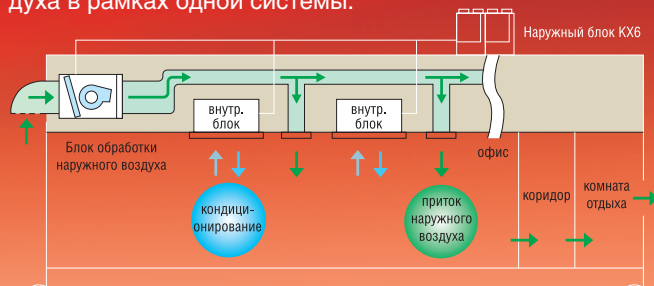 духа в рамках одной системы.
Наружный блок KX6
внутр.
блок
внутр.
блок
Блок обработки
наружного воздуха
офис
кондици-
онирование
приток
наружного
воздуха
коридор
комната
отдыха